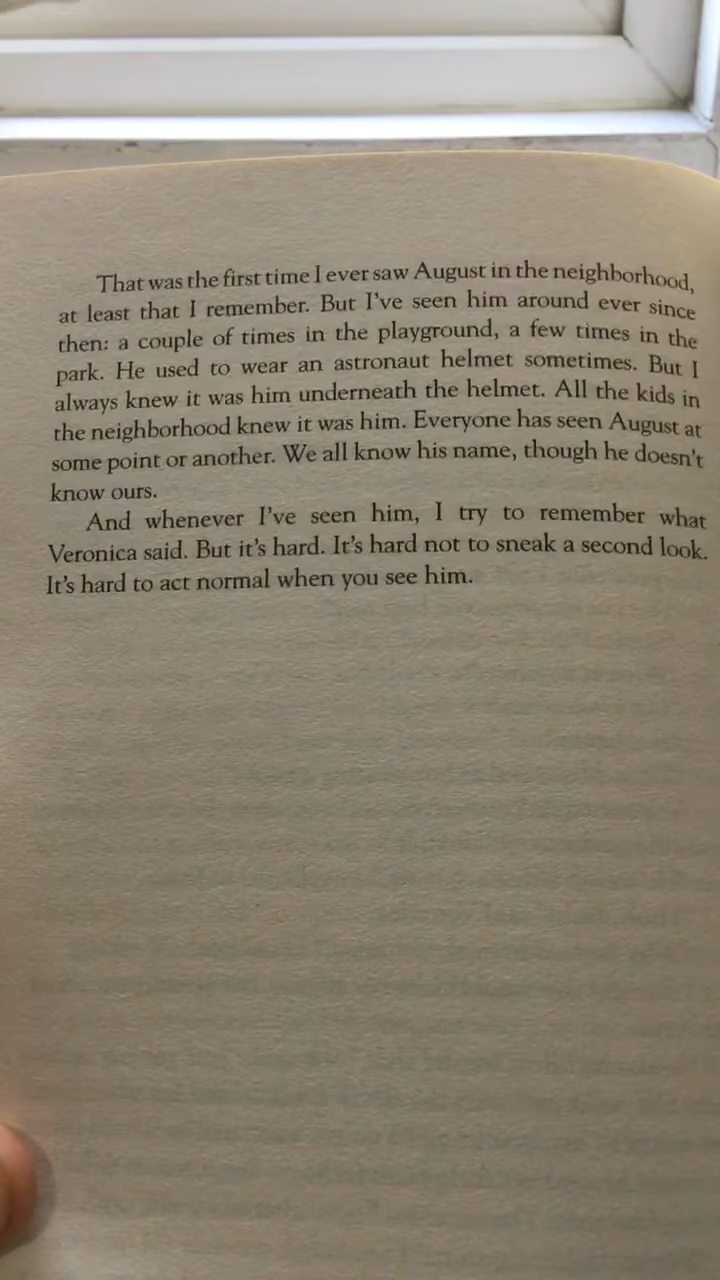 That was the first time I ever saw August in the neighborhood,
at least that I remember. But I've seen him around ever since
then: a couple of times in the playground, a few times in the
park. He used to wear an astronaut helmet sometimes. But I
always knew it was him underneath the helmet. All the kids in
the neighborhood knew it was him. Everyone has seen August at
some point or another. We all know his name, though he doesn't
know ours.
And whenever I've seen him, I try to remember what
Veronica said. But it's hard. It's hard not to sneak a second look.
It's hard to act normal when you see him.